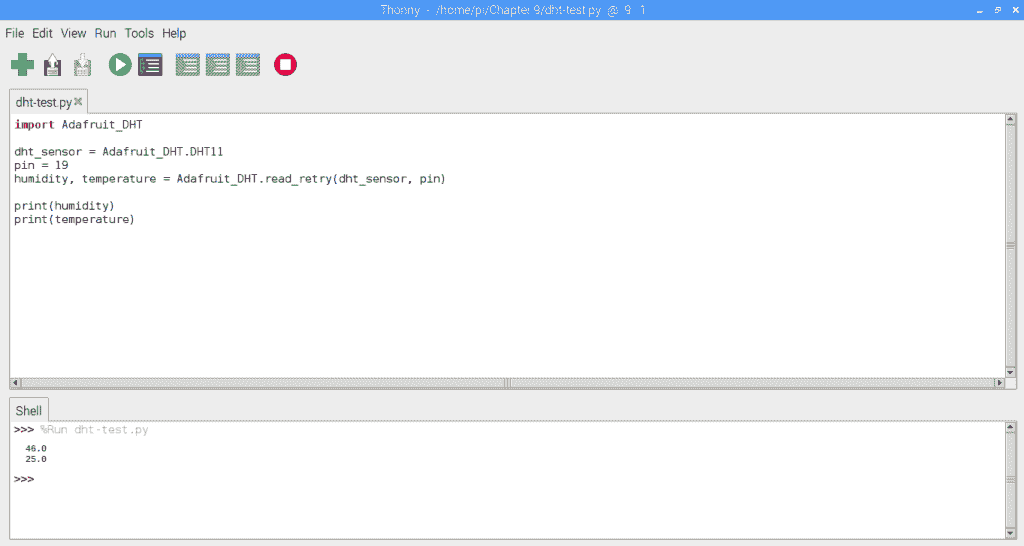 Thonny - /home/pi/Chapter 9/dht-test.py @ 9 : 1
File Edit View Run Tools Help
dht-test.py
import Adafruit_DHT
dht_sensor = Adafruit_DHT.DHT11
pin = 19
humidity, temperature = Adafruit_DHT.read_retry(dht_sensor, pin)
print(humidity)
print(temperature)
Shell
>>> %Run dht-test.py
46.0
25.0
>>>